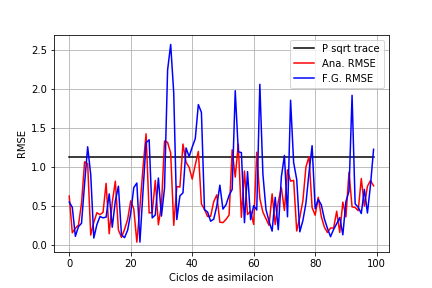 P sqrt trace
Ana. RMSE
F.G. RMSE
2.5
2.0
1.5
1.0
0.5
0.0
RMSE
0 20 40 60 80 100
Ciclos de asimilacion